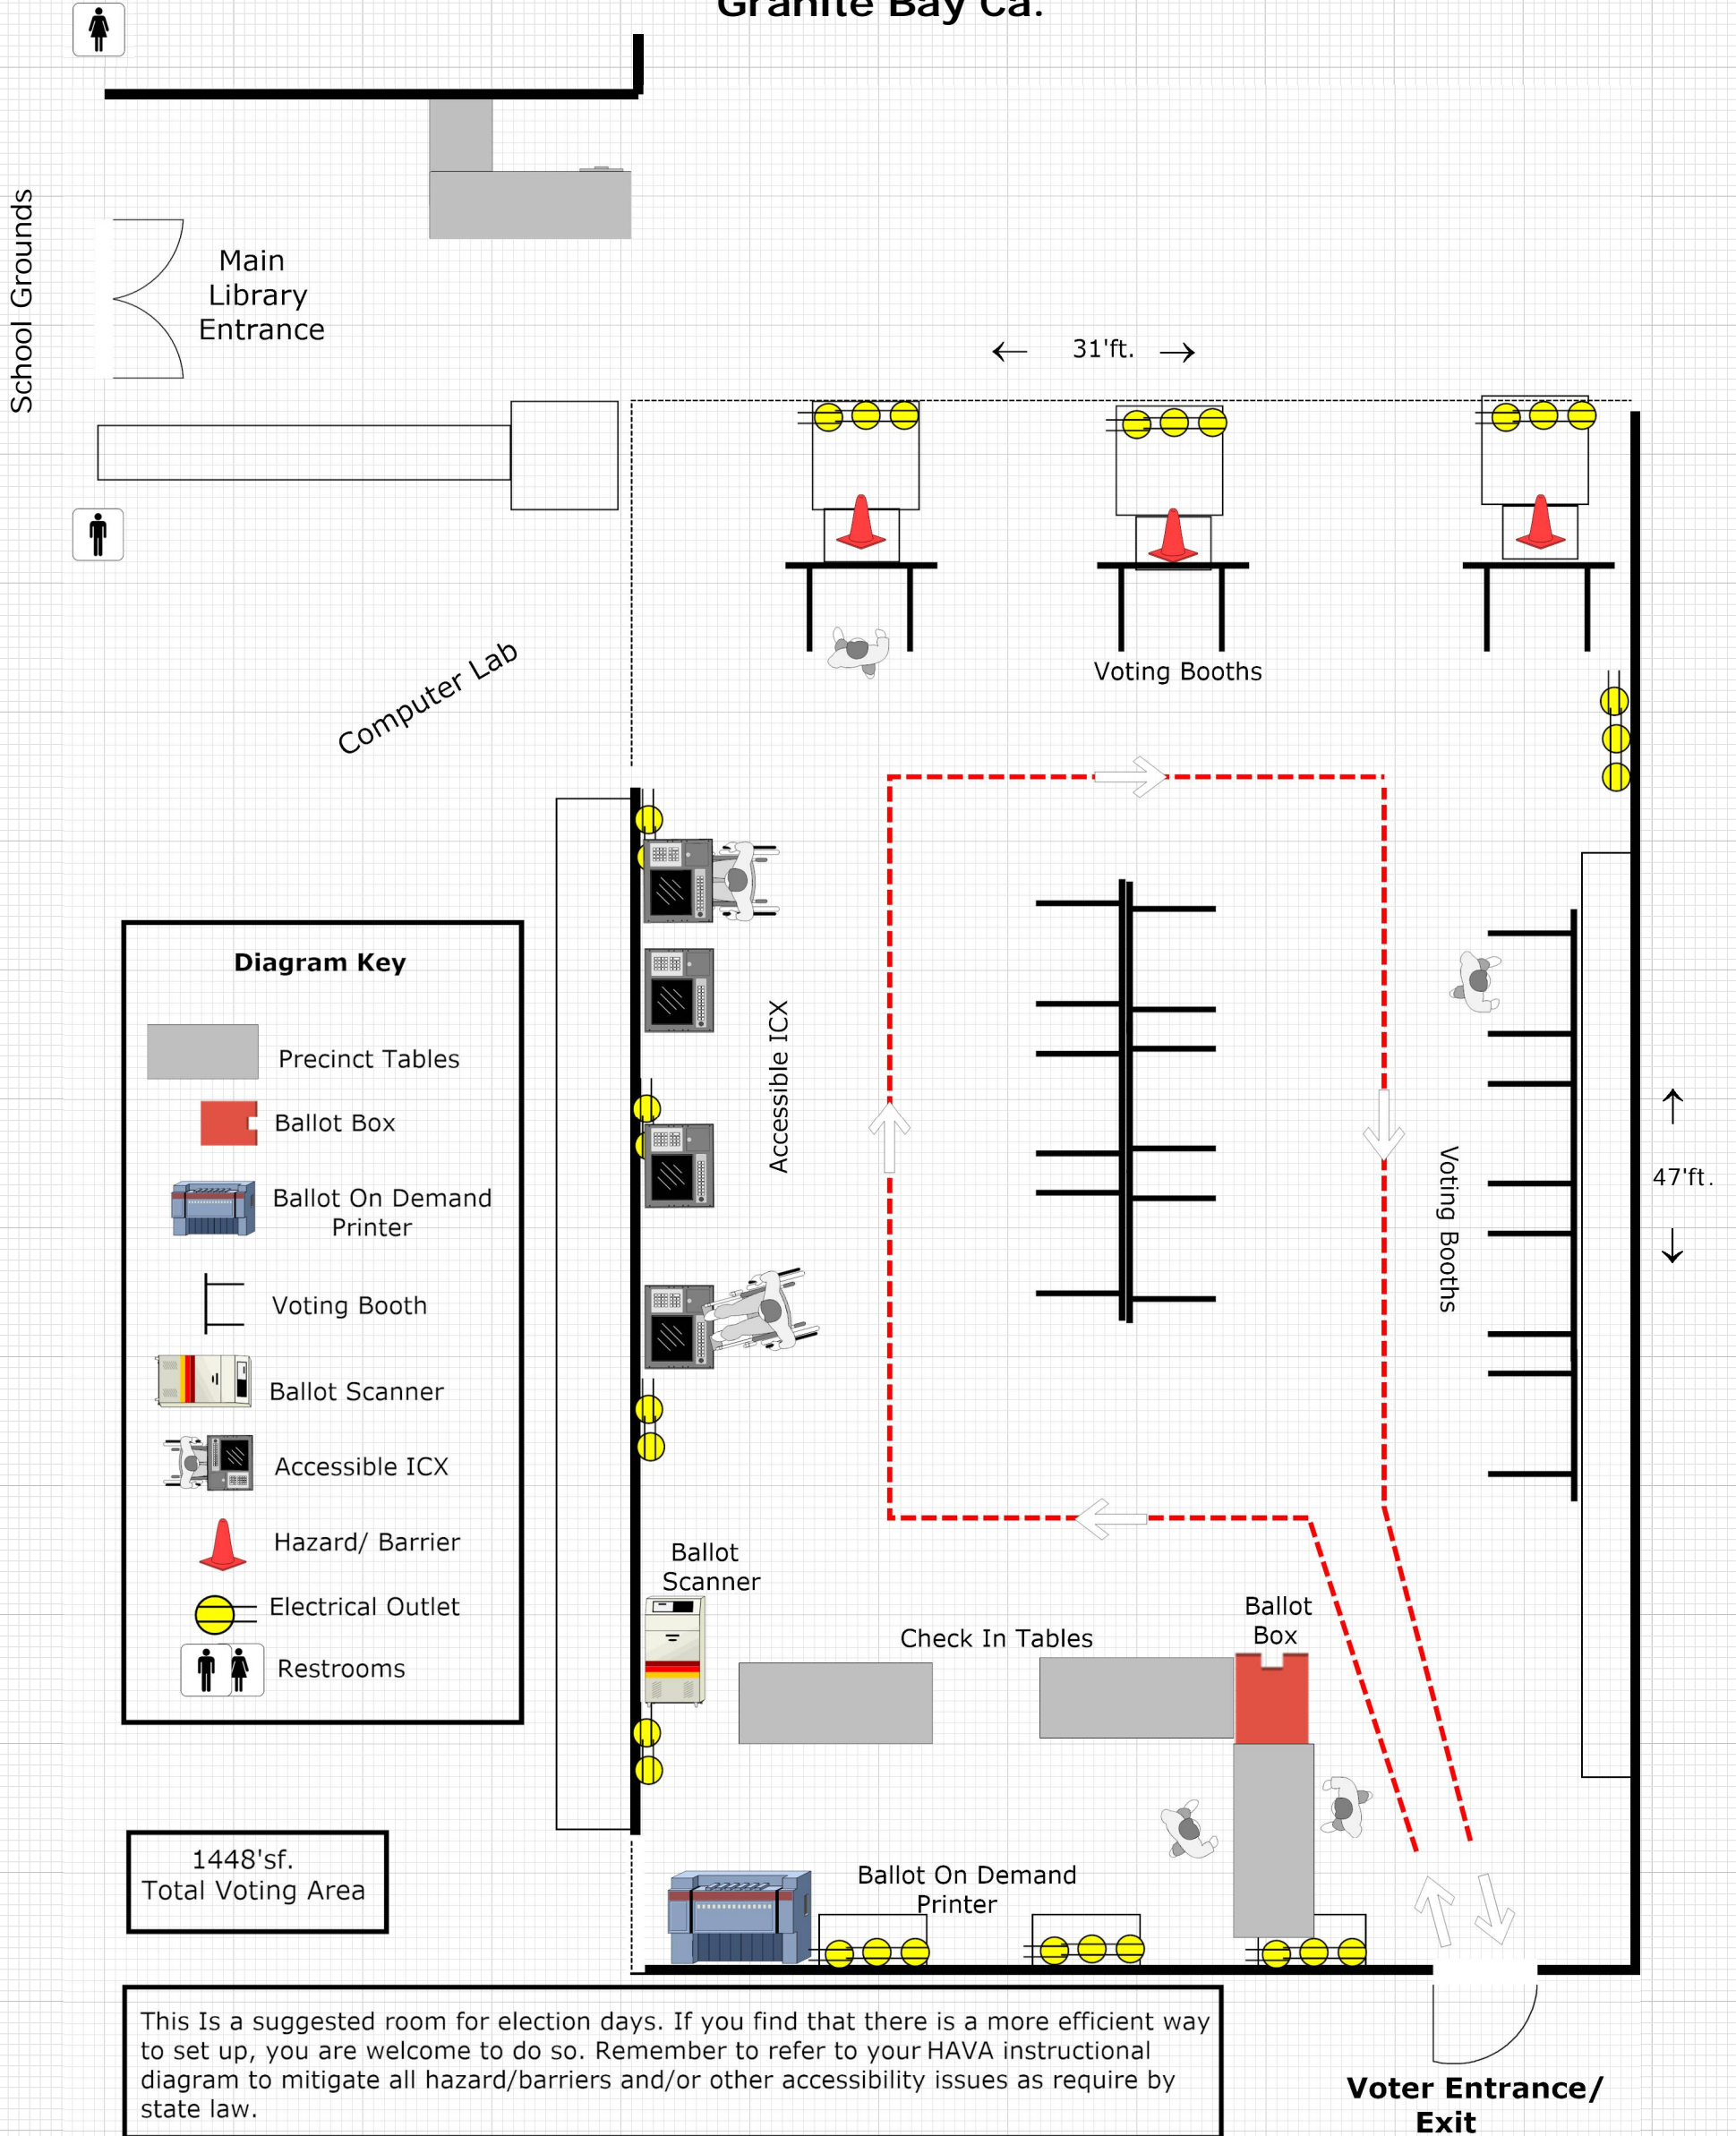 Granite Bay Ca.
School Grounds
Main
Library
Entrance
31'ft.
Computer Lab
Voting Booths
Accessible ICX
Voting Booths
47'ft.
Diagram Key
Precinct Tables
Ballot Box
Ballot On Demand
Printer
Voting Booth
Ballot Scanner
Accessible ICX
Hazard/ Barrier
Electrical Outlet
Restrooms
Ballot
Scanner
Check In Tables
Ballot
Box
1448'sf.
Total Voting Area
Ballot On Demand
Printer
This Is a suggested room for election days. If you find that there is a more efficient way
to set up, you are welcome to do so. Remember to refer to your HAVA instructional
diagram to mitigate all hazard/barriers and/or other accessibility issues as require by
state law.
Voter Entrance/
Exit